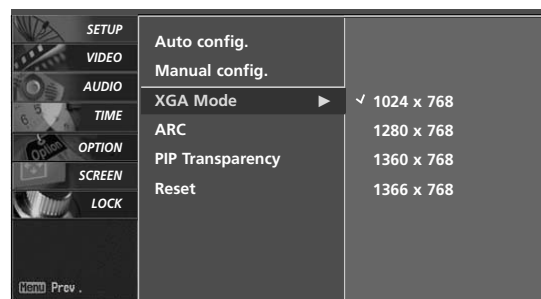 SETUP
VIDEO
AUDIO
TIME
OPTION
SCREEN
LOCK
Menu Prev .
Auto config.
Manual config.
XGA Mode ▶
ARC
PIP Transparency
Reset
✓ 1024 x 768
1280 x 768
1360 x 768
1366 x 768
Option